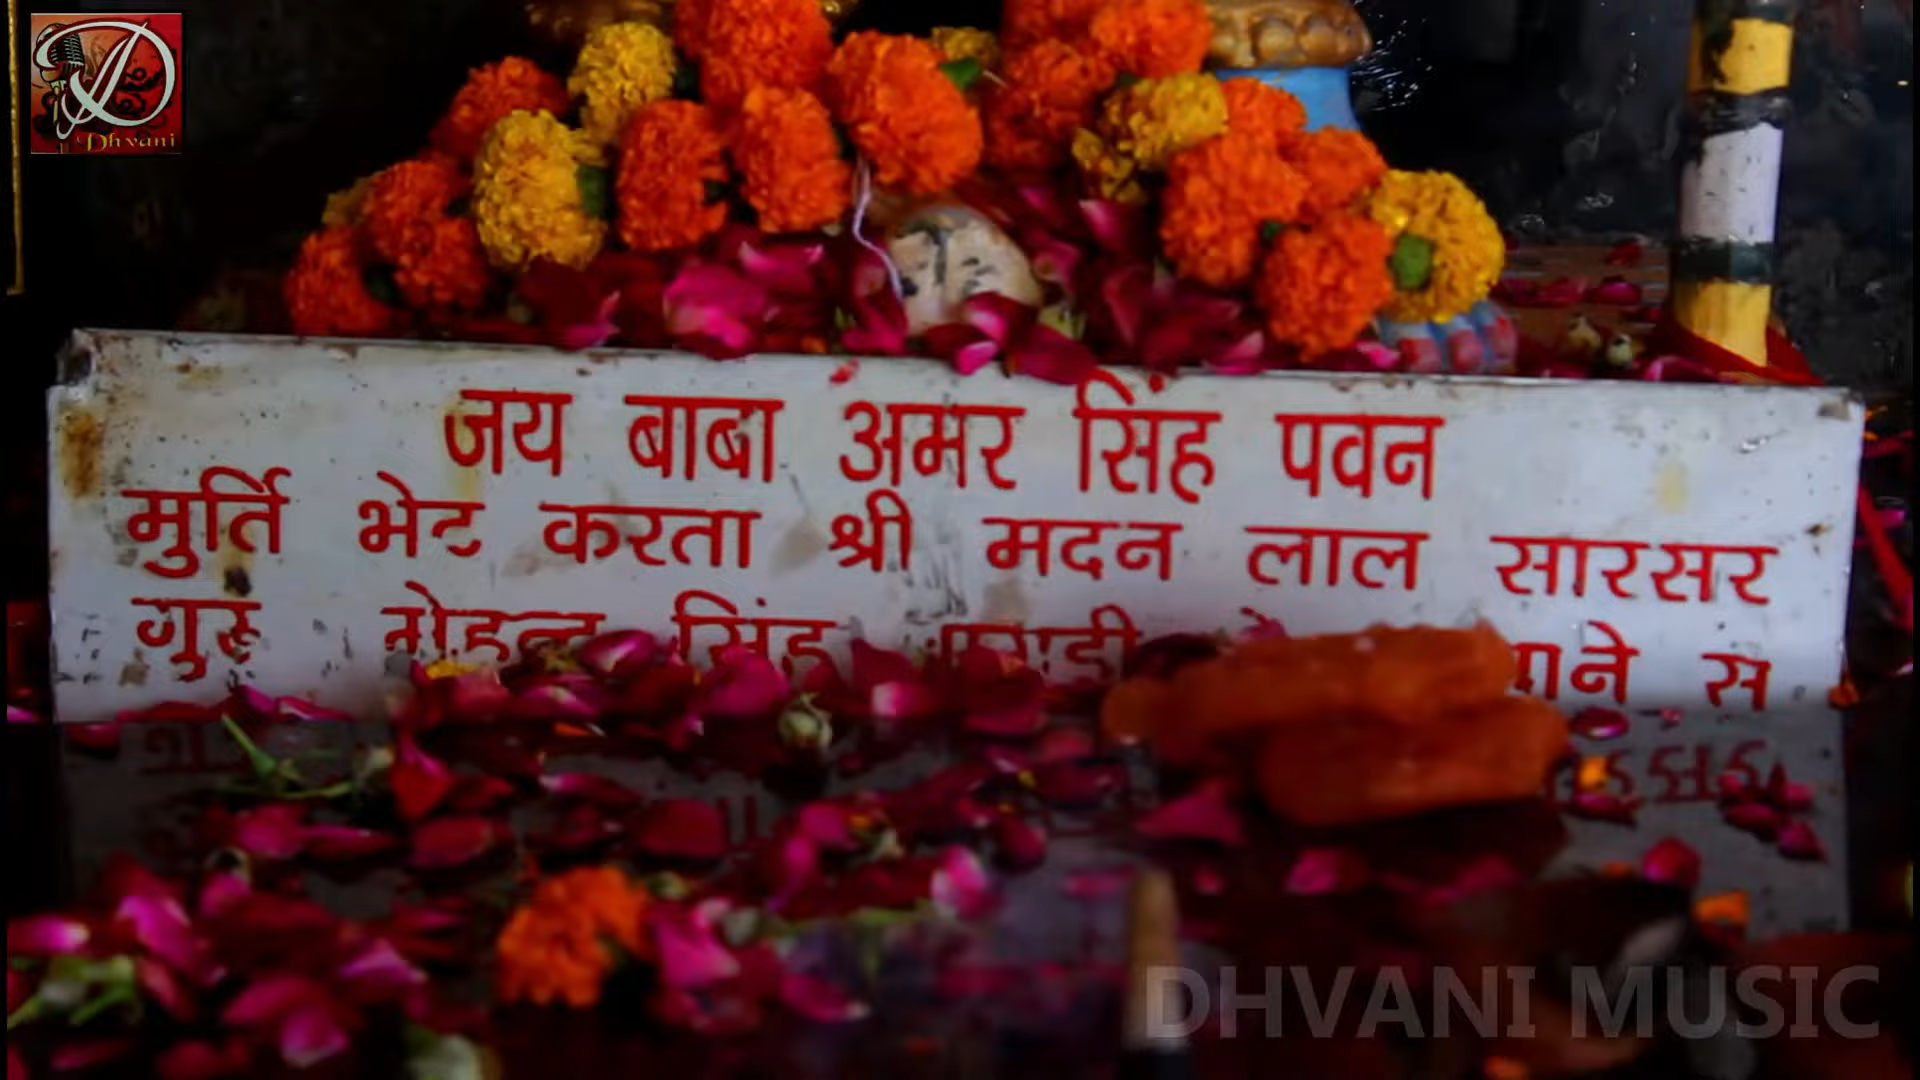 Dhvani
जय बाबा अमर सिंह पवन
मुर्ति भेट करता श्री मदन लाल सारसर
गुरू सिंह
DHVANI MUSIC